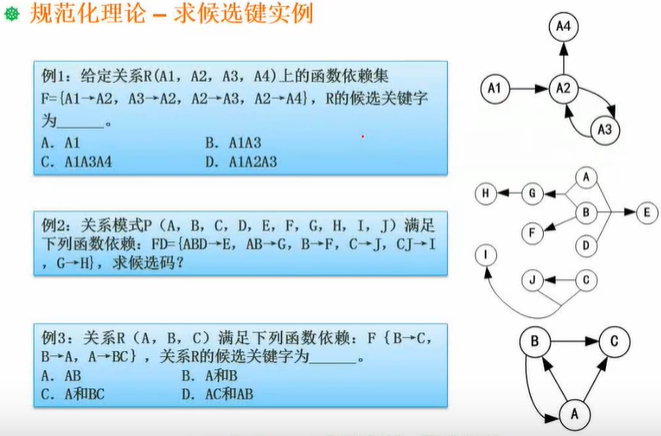 规范化理论 – 求候选键实例
例1：给定关系R(A1，A2，A3，A4)上的函数依赖集
F={A1→A2，A3→A2，A2→A3，A2→A4}，R的候选关键字
为______。
A．A1 B．A1A3
C．A1A3A4 D．A1A2A3
A4
A1 A2
A3
例2：关系模式P（A，B，C，D，E，F，G，H，I，J）满足
下列函数依赖：FD={ABD→E，AB→G，B→F，C→J，CJ→I
，G→H}，求候选码？
A
H G
B E
F
D
I
J C
例3：关系R（A，B，C）满足下列函数依赖：F｛B→C，
B→A，A→BC｝，关系R的候选关键字为______。
A．AB B．A和B
C．A和BC D．AC和AB
B C
A